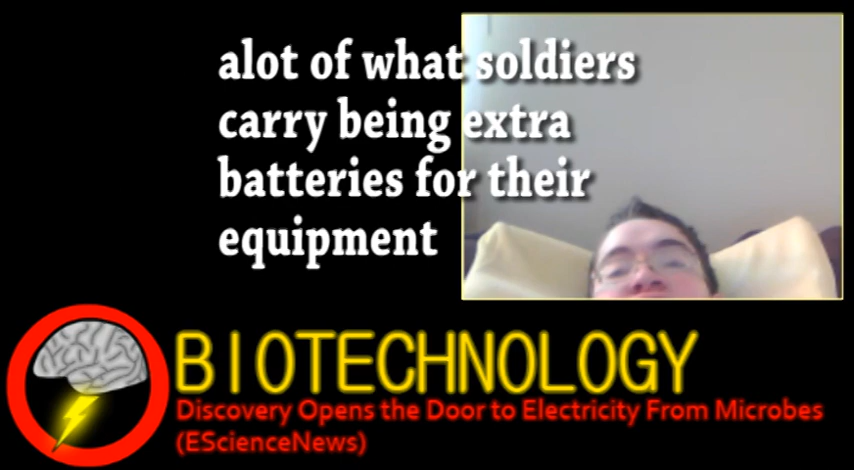 alot of what soldiers
carry being extra
batteries for their
equipment
BIOTECHNOLOGY
Discovery Opens the Door to Electricity From Microbes
(EScienceNews)